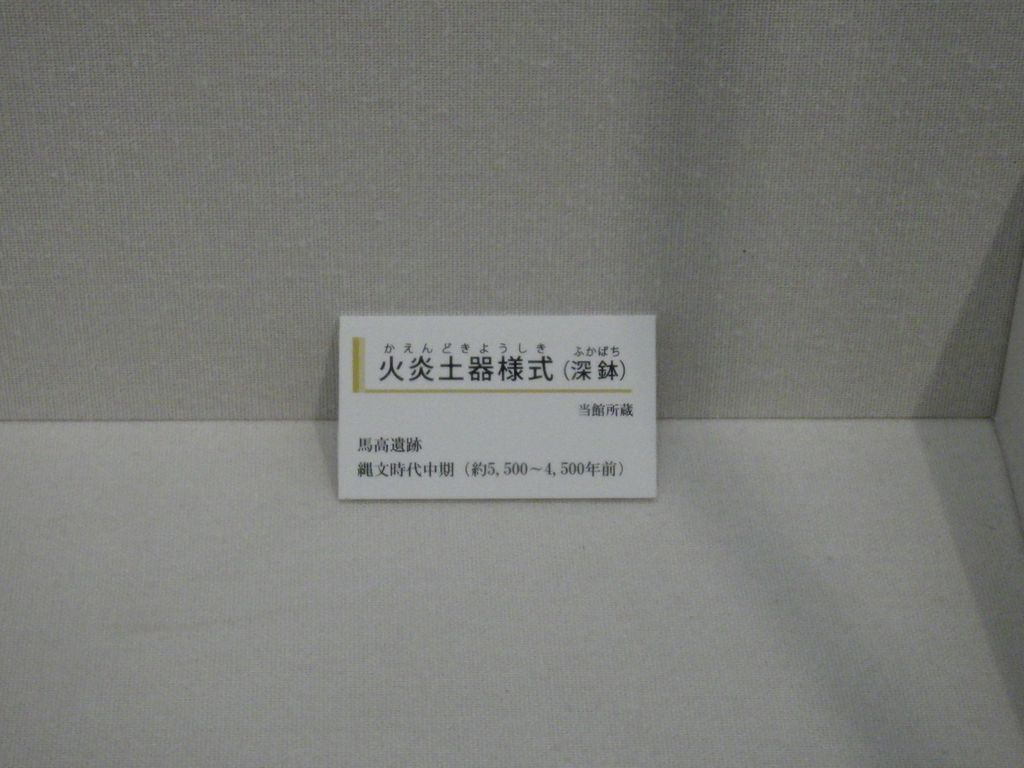 かえんどきようしき ふかばち
火炎土器様式(深鉢)
当館所蔵
馬高遺跡
縄文時代中期(約5,500～4,500年前)